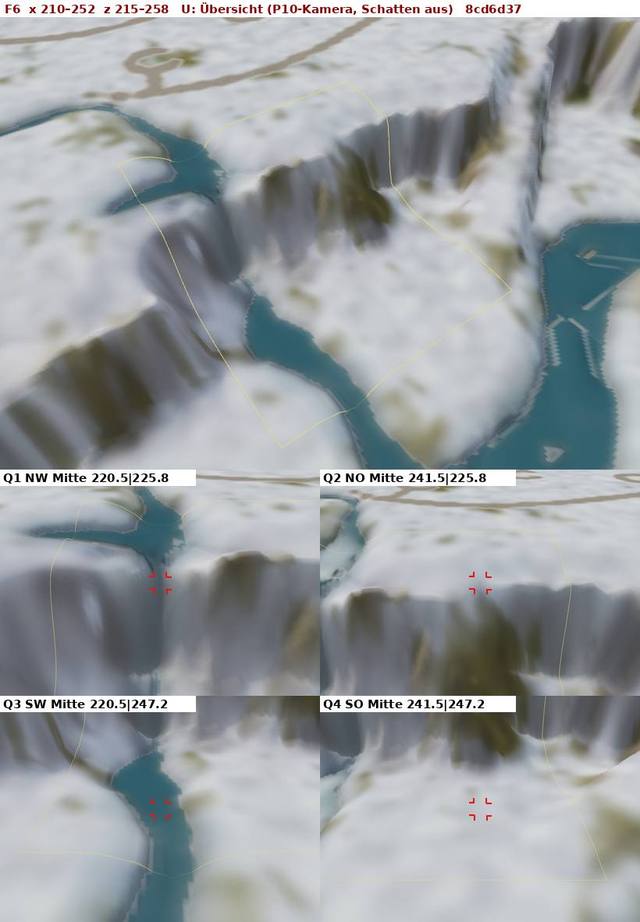 F6 x 210–252 z 215–258 U: Übersicht (P10-Kamera, Schatten aus) 8cd6d37
Q1 NW Mitte 220.5|225.8
Q2 NO Mitte 241.5|225.8
Q3 SW Mitte 220.5|247.2
Q4 SO Mitte 241.5|247.2